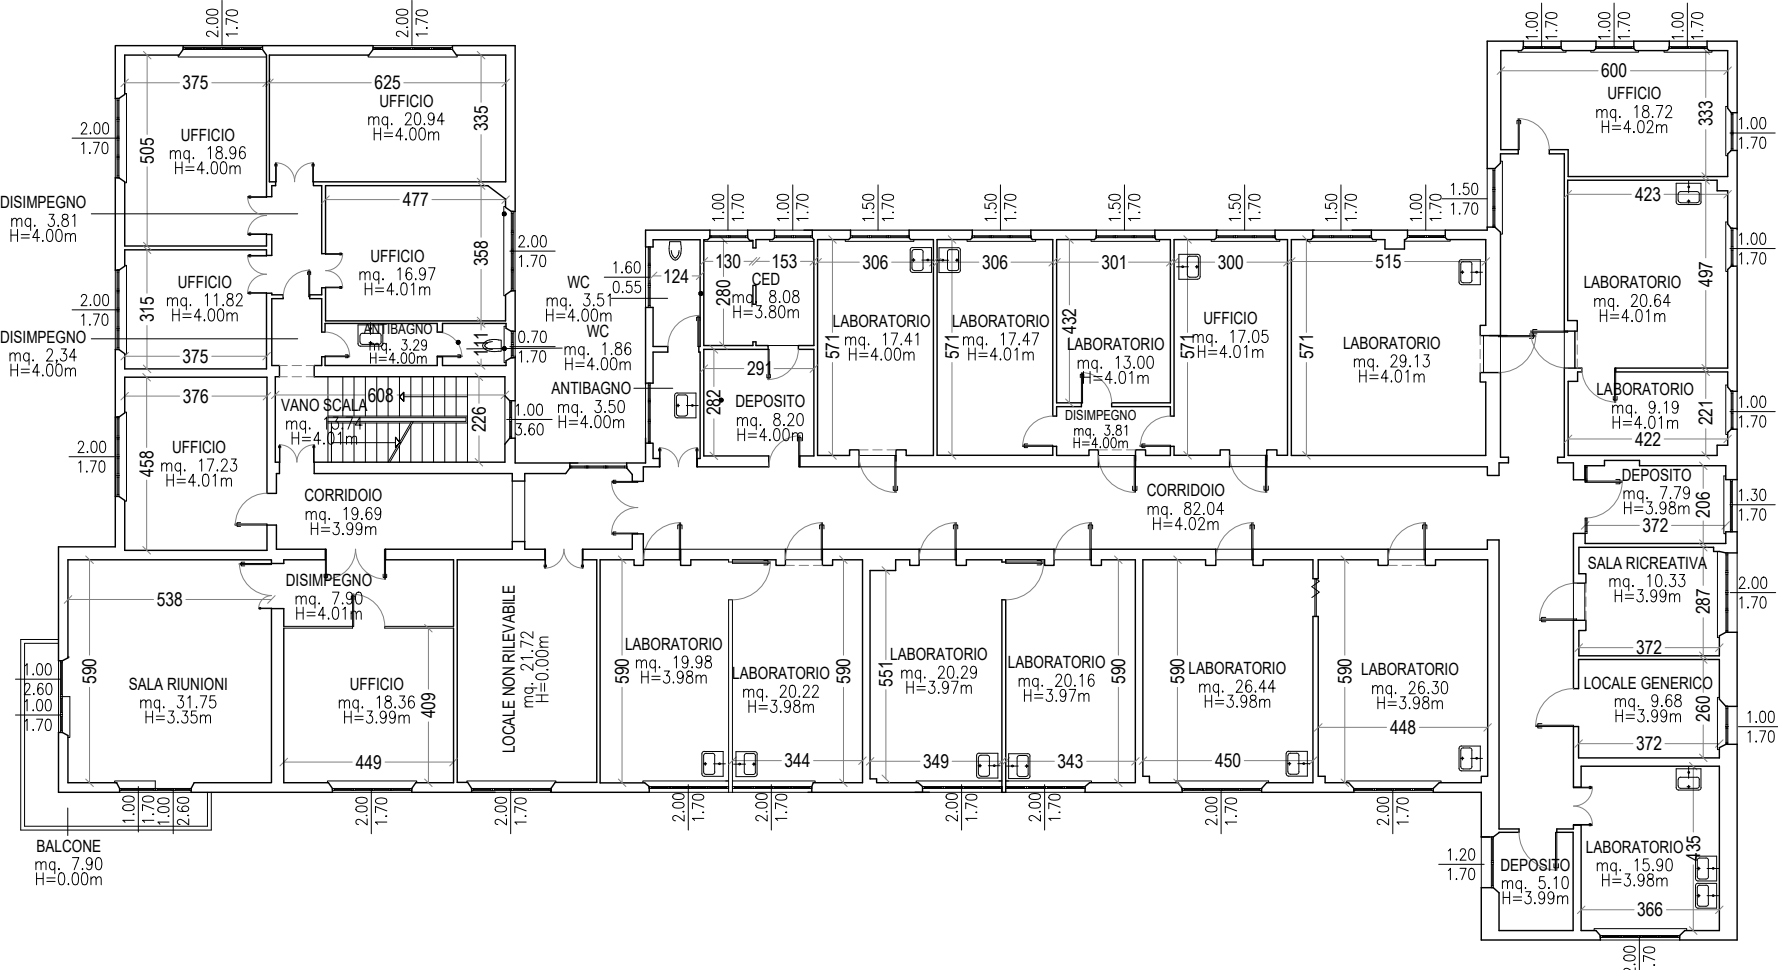 2.00
1.70
2.00
1.70
375
625
UFFICIO
mq. 20.94
H=4.00m
335
505
UFFICIO
mq. 18.96
H=4.00m
2.00
1.70
DISIMPEGNO
mq. 3.81
H=4.00m
477
UFFICIO
mq. 16.97
H=4.01m
358
2.00
1.70
UFFICIO
mq. 11.82
H=4.00m
315
375
2.00
1.70
DISIMPEGNO
mq. 2.34
H=4.00m
ANTIBAGNO
mq. 3.29
H=4.00m
111
0.70
1.70
WC
mq. 3.51
H=4.00m
WC
mq. 1.86
H=4.00m
1.60
0.55
124
ANTIBAGNO
mq. 3.50
H=4.00m
376
608
VANO SCALA
mq. 13.74
H=4.01m
226
1.00
3.60
UFFICIO
mq. 17.23
H=4.01m
458
2.00
1.70
CORRIDOIO
mq. 19.69
H=3.99m
1.00
1.70
1.00
1.70
130
153
280
CED
mq. 8.08
H=3.80m
291
282
DEPOSITO
mq. 8.20
H=4.00m
1.50
1.70
306
LABORATORIO
mq. 17.41
H=4.00m
571
1.50
1.70
306
LABORATORIO
mq. 17.47
H=4.01m
571
1.50
1.70
301
432
LABORATORIO
mq. 13.00
H=4.01m
DISIMPEGNO
mq. 3.81
H=4.00m
1.50
1.70
300
UFFICIO
mq. 17.05
H=4.01m
571
1.50
1.70
1.00
1.70
515
LABORATORIO
mq. 29.13
H=4.01m
571
CORRIDOIO
mq. 82.04
H=4.02m
1.00
1.70
1.00
1.70
1.00
1.70
600
UFFICIO
mq. 18.72
H=4.02m
333
1.00
1.70
1.50
1.70
423
497
LABORATORIO
mq. 20.64
H=4.01m
1.00
1.70
LABORATORIO
mq. 9.19
H=4.01m
221
422
1.00
1.70
DEPOSITO
mq. 7.79
H=3.98m
206
372
1.30
1.70
SALA RICREATIVA
mq. 10.33
H=3.99m
287
372
2.00
1.70
LOCALE GENERICO
mq. 9.68
H=3.99m
260
372
1.00
1.70
LABORATORIO
mq. 15.90
H=3.98m
435
366
2.00
1.70
1.20
1.70
DEPOSITO
mq. 5.10
H=3.99m
538
590
SALA RIUNIONI
mq. 31.75
H=3.35m
1.00
2.60
1.00
1.70
1.00
1.70
1.00
2.60
BALCONE
mq. 7.90
H=0.00m
DISIMPEGNO
mq. 7.90
H=4.01m
UFFICIO
mq. 18.36
H=3.99m
409
449
2.00
1.70
LOCALE NON RILEVABILE
mq. 21.72
H=0.00m
2.00
1.70
590
LABORATORIO
mq. 19.98
H=3.98m
2.00
1.70
LABORATORIO
mq. 20.22
H=3.98m
590
344
2.00
1.70
551
LABORATORIO
mq. 20.29
H=3.97m
349
2.00
1.70
LABORATORIO
mq. 20.16
H=3.97m
590
343
2.00
1.70
590
LABORATORIO
mq. 26.44
H=3.98m
450
2.00
1.70
590
LABORATORIO
mq. 26.30
H=3.98m
448
2.00
1.70